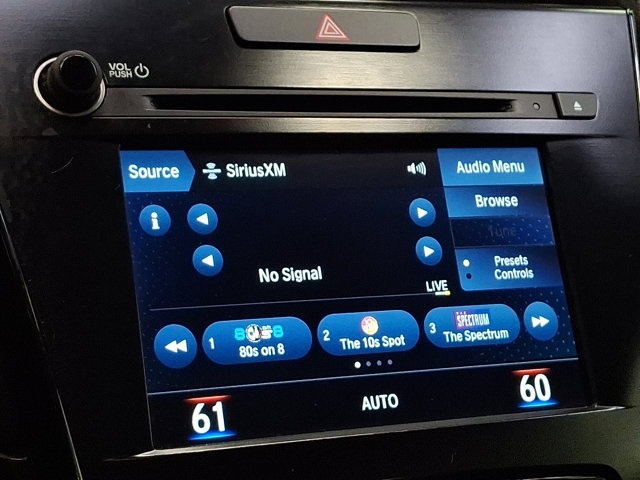 VOL
PUSH
Source
SiriusXM
Audio Menu
Browse
Tune
No Signal
LIVE
Presets
Controls
1
80s on 8
2
The 10s Spot
3
SPECTRUM
The Spectrum
61
AUTO
60